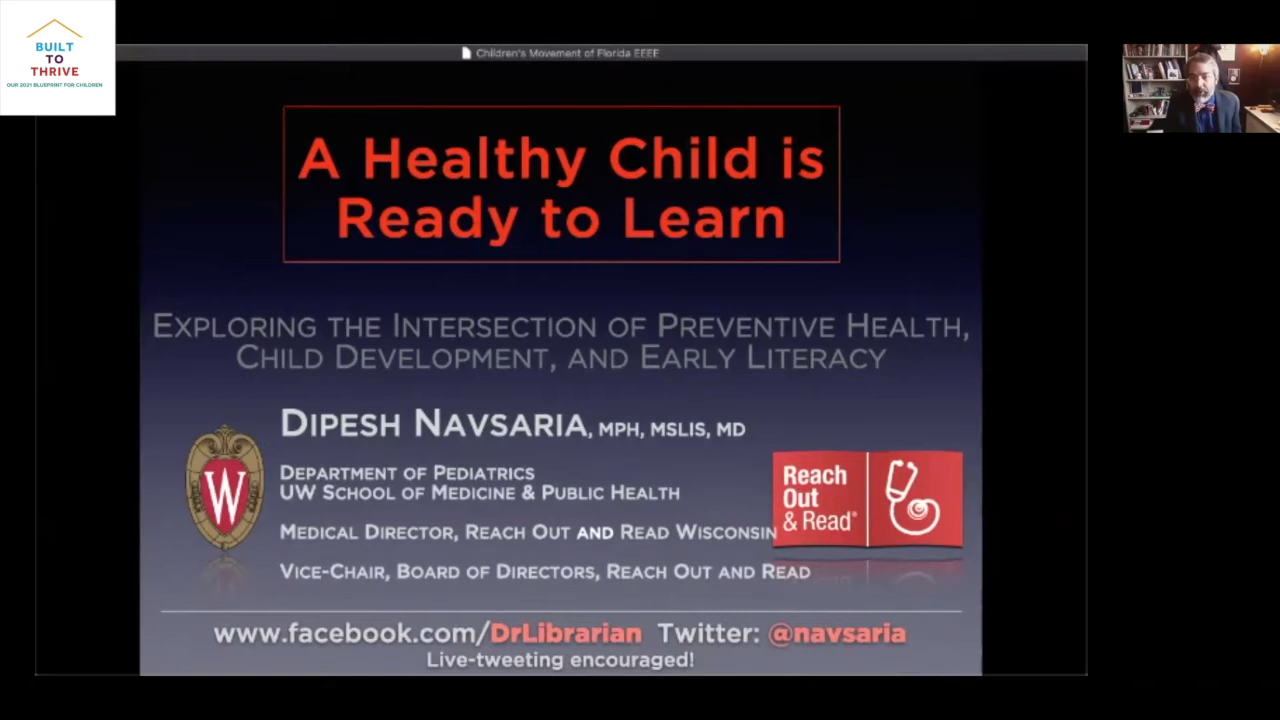 BUILT
TO
THRIVE
OUR 2021 BLUEPRINT FOR CHILDREN
Children's Movement of Florida EEEE
A Healthy Child is
Ready to Learn
EXPLORING THE INTERSECTION OF PREVENTIVE HEALTH,
CHILD DEVELOPMENT, AND EARLY LITERACY
DIPESH NAVSARIA, MPH, MSLIS, MD
DEPARTMENT OF PEDIATRICS
UW SCHOOL OF MEDICINE & PUBLIC HEALTH
MEDICAL DIRECTOR, REACH OUT AND READ WISCONSIN
VICE-CHAIR, BOARD OF DIRECTORS, REACH OUT AND READ
W
Reach
Out
& Read®
www.facebook.com/DrLibrarian Twitter: @navsaria
Live-tweeting encouraged!